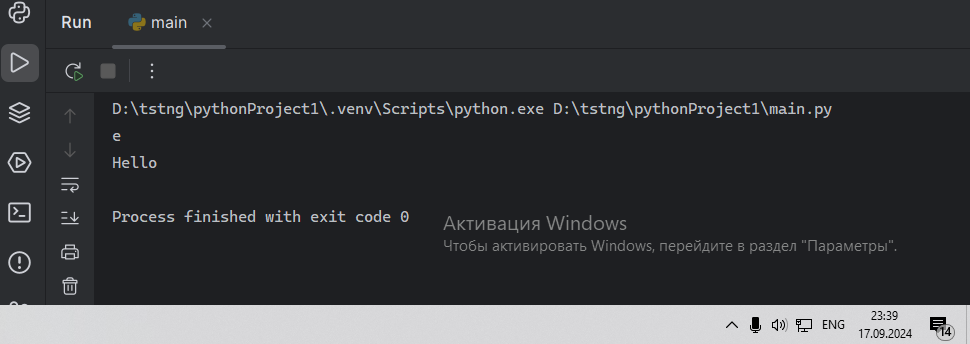 Run
main
D:\tstng\pythonProject1\.venv\Scripts\python.exe D:\tstng\pythonProject1\main.py
e
Hello
Process finished with exit code 0
Активация Windows
Чтобы активировать Windows, перейдите в раздел "Параметры".
ENG
23:39
17.09.2024
14